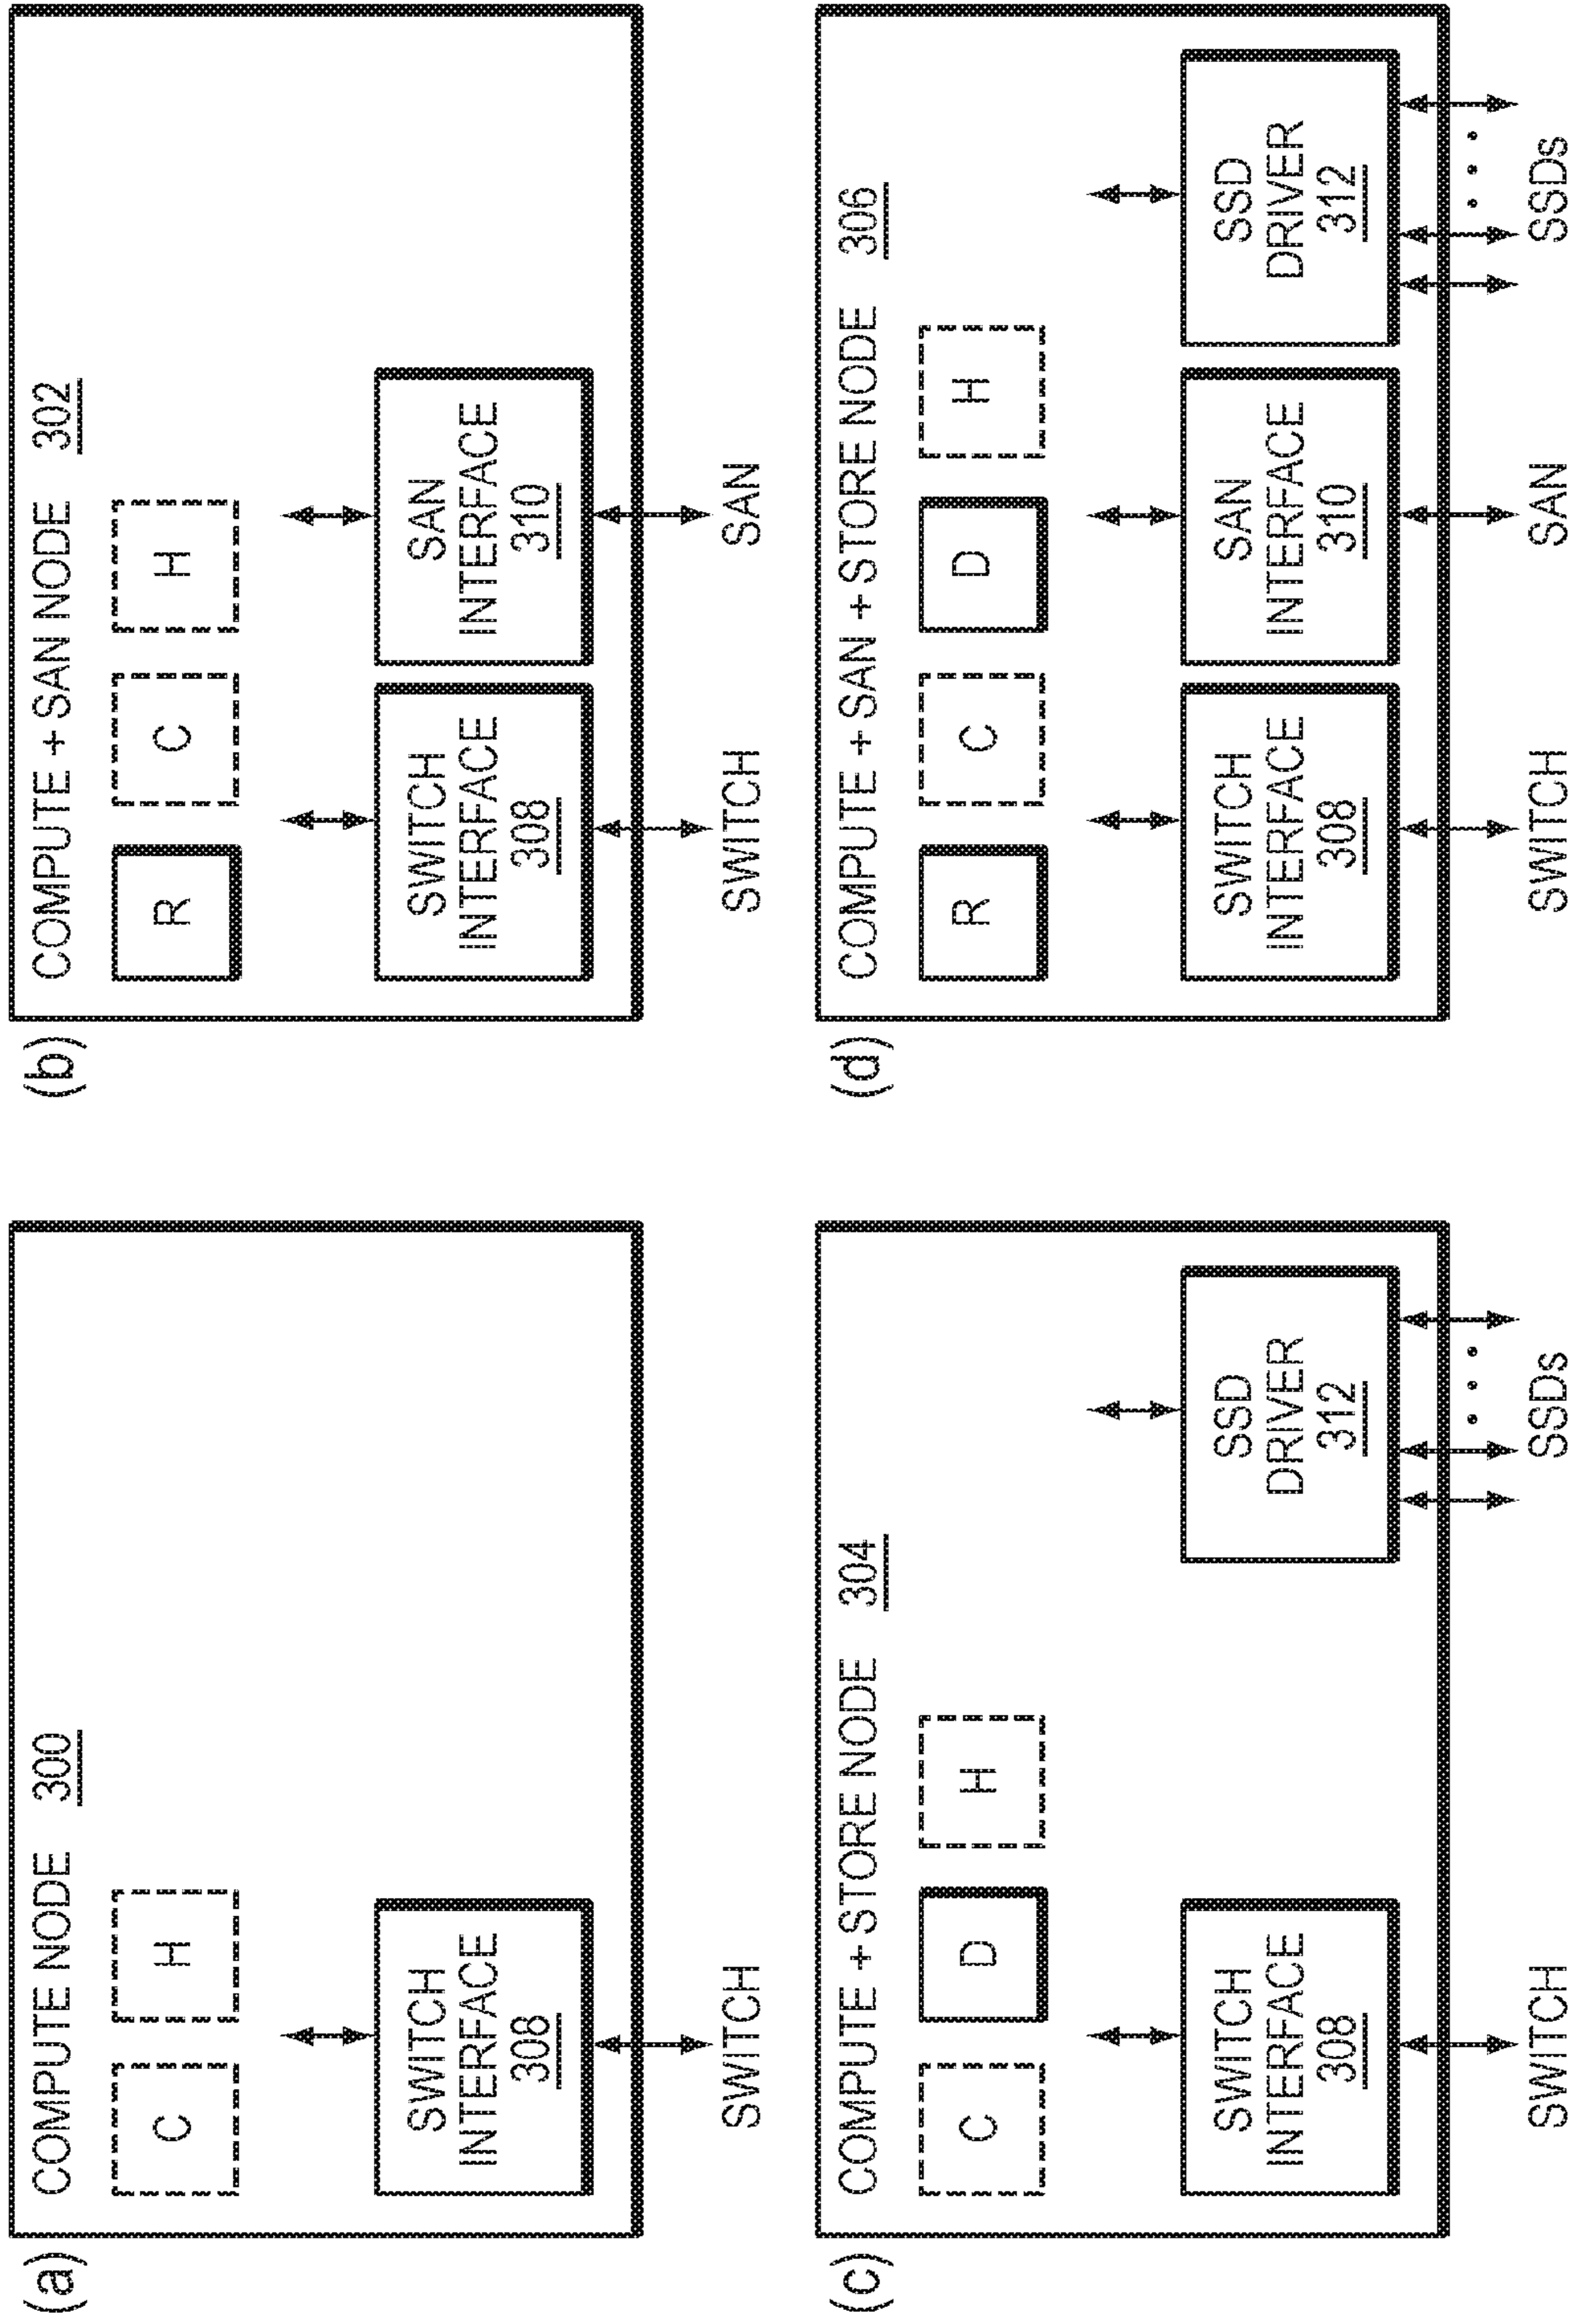 (a)
COMPUTE NODE 300
C H
SWITCH
INTERFACE
308
SWITCH
(b)
COMPUTE + SAN NODE 302
R C H
SWITCH
INTERFACE
308
SAN
INTERFACE
310
SWITCH SAN
(c)
COMPUTE + STORE NODE 304
C D H
SWITCH
INTERFACE
308
SSD
DRIVER
312
SWITCH SSDs
(d)
COMPUTE + SAN + STORE NODE 306
R C D H
SWITCH
INTERFACE
308
SAN
INTERFACE
310
SSD
DRIVER
312
SWITCH SAN SSDs